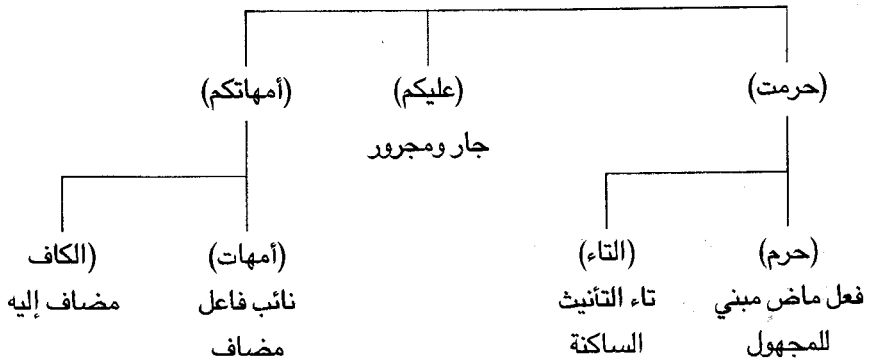 (حرمت) (عليكم) (أمهاتكم)
جار ومجرور
(حرم) (التاء) (أمهات) (الكاف
فعل ماض مبني تاء التأنيث نائب فاعل مضاف إليه
للمجهول الساكنة مضاف